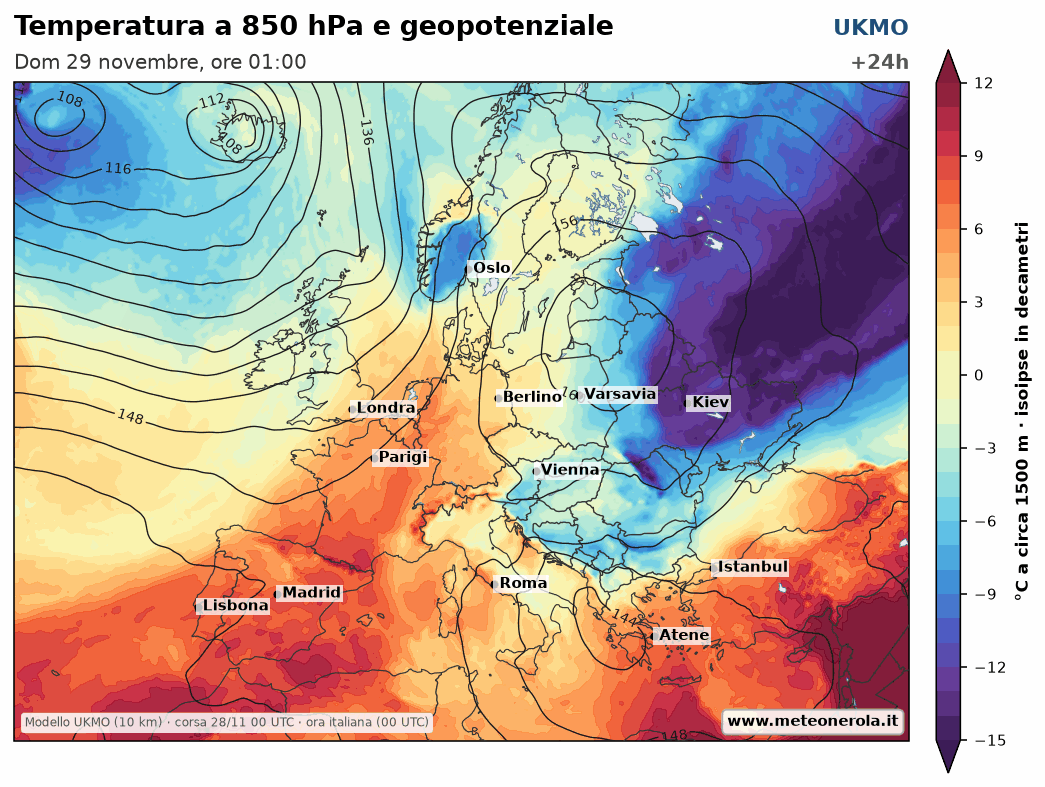 Temperatura a 850 hPa e geopotenziale
UKMO
Dom 29 novembre, ore 01:00
+24h
108
112
108
136
116
156
Oslo
Berlino
16
Varsavia
Kiev
Londra
148
Parigi
Vienna
Istanbul
Roma
Madrid
Lisbona
144
Atene
Modello UKMO (10 km) · corsa 28/11 00 UTC · ora italiana (00 UTC)
www.meteonerola.it
148
12
9
6
3
0
−3
−6
−9
−12
−15
°C a circa 1500 m · isoipse in decametri